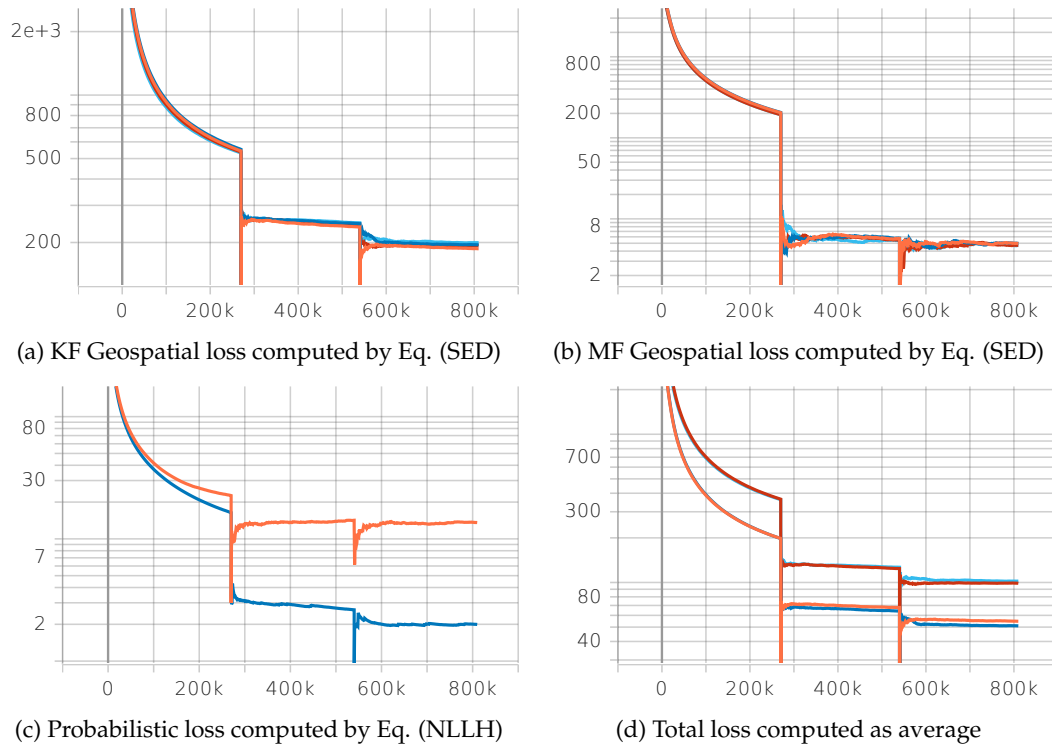 2e+3
800
500
200
0 200k 400k 600k 800k
(a) KF Geospatial loss computed by Eq. (SED)
800
200
50
8
2
0 200k 400k 600k 800k
(b) MF Geospatial loss computed by Eq. (SED)
80
30
7
2
0 200k 400k 600k 800k
(c) Probabilistic loss computed by Eq. (NLLH)
700
300
80
40
0 200k 400k 600k 800k
(d) Total loss computed as average